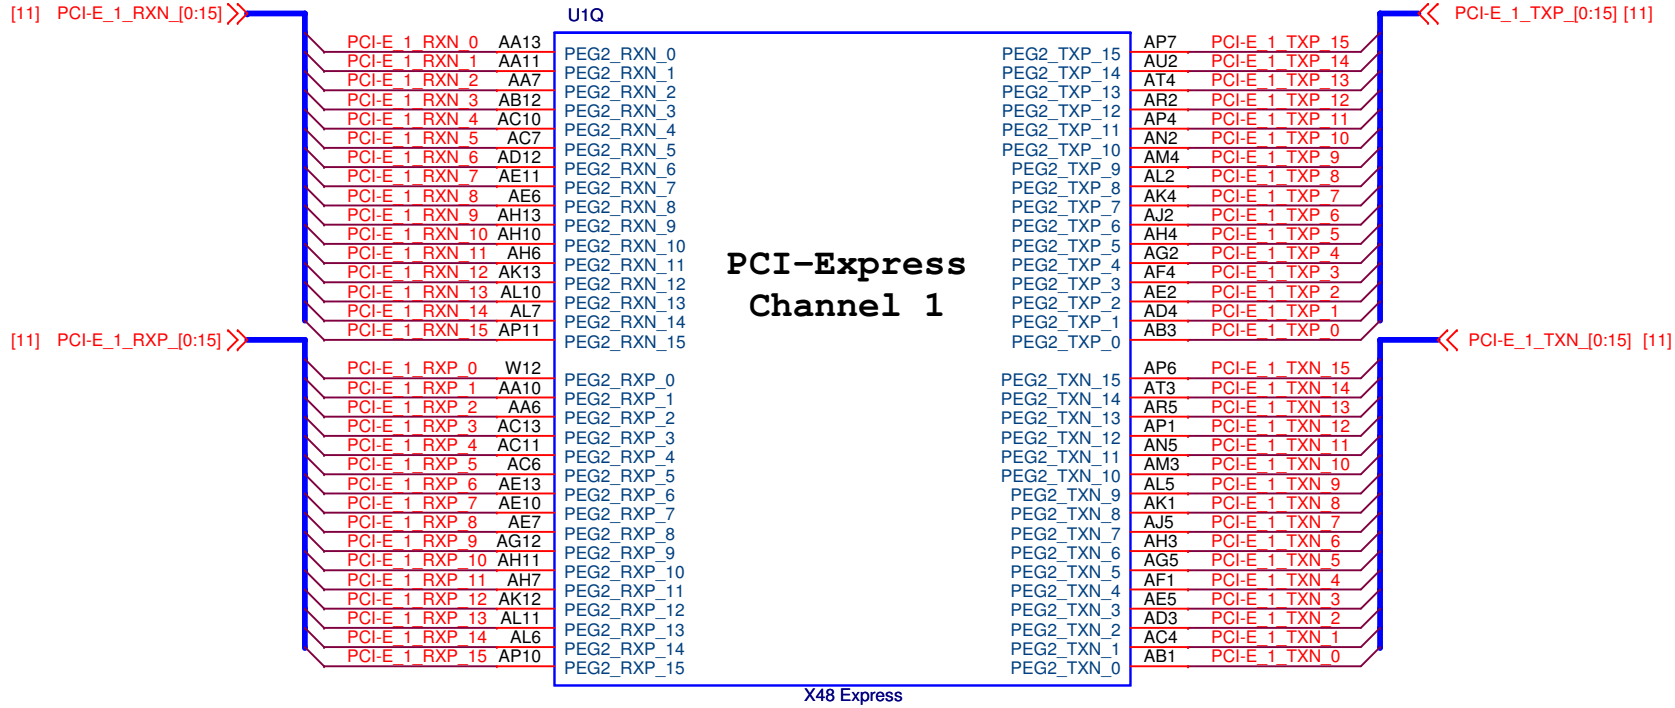 [11] PCI-E_1_RXN_[0:15]
U1Q
PCI-E_1_TXP_[0:15] [11]
PCI-E_1_RXN_0 AA13 PEG2_RXN_0 PEG2_TXP_15 AP7 PCI-E_1_TXP_15
PCI-E_1_RXN_1 AA11 PEG2_RXN_1 PEG2_TXP_14 AU2 PCI-E_1_TXP_14
PCI-E_1_RXN_2 AA7 PEG2_RXN_2 PEG2_TXP_13 AT4 PCI-E_1_TXP_13
PCI-E_1_RXN_3 AB12 PEG2_RXN_3 PEG2_TXP_12 AR2 PCI-E_1_TXP_12
PCI-E_1_RXN_4 AC10 PEG2_RXN_4 PEG2_TXP_11 AP4 PCI-E_1_TXP_11
PCI-E_1_RXN_5 AC7 PEG2_RXN_5 PEG2_TXP_10 AN2 PCI-E_1_TXP_10
PCI-E_1_RXN_6 AD12 PEG2_RXN_6 PEG2_TXP_9 AM4 PCI-E_1_TXP_9
PCI-E_1_RXN_7 AE11 PEG2_RXN_7 PEG2_TXP_8 AL2 PCI-E_1_TXP_8
PCI-E_1_RXN_8 AE6 PEG2_RXN_8 PEG2_TXP_7 AK4 PCI-E_1_TXP_7
PCI-E_1_RXN_9 AH13 PEG2_RXN_9 PEG2_TXP_6 AJ2 PCI-E_1_TXP_6
PCI-E_1_RXN_10 AH10 PEG2_RXN_10 PEG2_TXP_5 AH4 PCI-E_1_TXP_5
PCI-E_1_RXN_11 AH6 PEG2_RXN_11 PEG2_TXP_4 AG2 PCI-E_1_TXP_4
PCI-E_1_RXN_12 AK13 PEG2_RXN_12 PEG2_TXP_3 AF4 PCI-E_1_TXP_3
PCI-E_1_RXN_13 AL10 PEG2_RXN_13 PEG2_TXP_2 AE2 PCI-E_1_TXP_2
PCI-E_1_RXN_14 AL7 PEG2_RXN_14 PEG2_TXP_1 AD4 PCI-E_1_TXP_1
PCI-E_1_RXN_15 AP11 PEG2_RXN_15 PEG2_TXP_0 AB3 PCI-E_1_TXP_0
PCI-Express
Channel 1
[11] PCI-E_1_RXP_[0:15]
PCI-E_1_TXN_[0:15] [11]
PCI-E_1_RXP_0 W12 PEG2_RXP_0 PEG2_TXN_15 AP6 PCI-E_1_TXN_15
PCI-E_1_RXP_1 AA10 PEG2_RXP_1 PEG2_TXN_14 AT3 PCI-E_1_TXN_14
PCI-E_1_RXP_2 AA6 PEG2_RXP_2 PEG2_TXN_13 AR5 PCI-E_1_TXN_13
PCI-E_1_RXP_3 AC13 PEG2_RXP_3 PEG2_TXN_12 AP1 PCI-E_1_TXN_12
PCI-E_1_RXP_4 AC11 PEG2_RXP_4 PEG2_TXN_11 AN5 PCI-E_1_TXN_11
PCI-E_1_RXP_5 AC6 PEG2_RXP_5 PEG2_TXN_10 AM3 PCI-E_1_TXN_10
PCI-E_1_RXP_6 AE13 PEG2_RXP_6 PEG2_TXN_9 AL5 PCI-E_1_TXN_9
PCI-E_1_RXP_7 AE10 PEG2_RXP_7 PEG2_TXN_8 AK1 PCI-E_1_TXN_8
PCI-E_1_RXP_8 AE7 PEG2_RXP_8 PEG2_TXN_7 AJ5 PCI-E_1_TXN_7
PCI-E_1_RXP_9 AG12 PEG2_RXP_9 PEG2_TXN_6 AH3 PCI-E_1_TXN_6
PCI-E_1_RXP_10 AH11 PEG2_RXP_10 PEG2_TXN_5 AG5 PCI-E_1_TXN_5
PCI-E_1_RXP_11 AH7 PEG2_RXP_11 PEG2_TXN_4 AF1 PCI-E_1_TXN_4
PCI-E_1_RXP_12 AK12 PEG2_RXP_12 PEG2_TXN_3 AE5 PCI-E_1_TXN_3
PCI-E_1_RXP_13 AL11 PEG2_RXP_13 PEG2_TXN_2 AD3 PCI-E_1_TXN_2
PCI-E_1_RXP_14 AL6 PEG2_RXP_14 PEG2_TXN_1 AC4 PCI-E_1_TXN_1
PCI-E_1_RXP_15 AP10 PEG2_RXP_15 PEG2_TXN_0 AB1 PCI-E_1_TXN_0
X48 Express